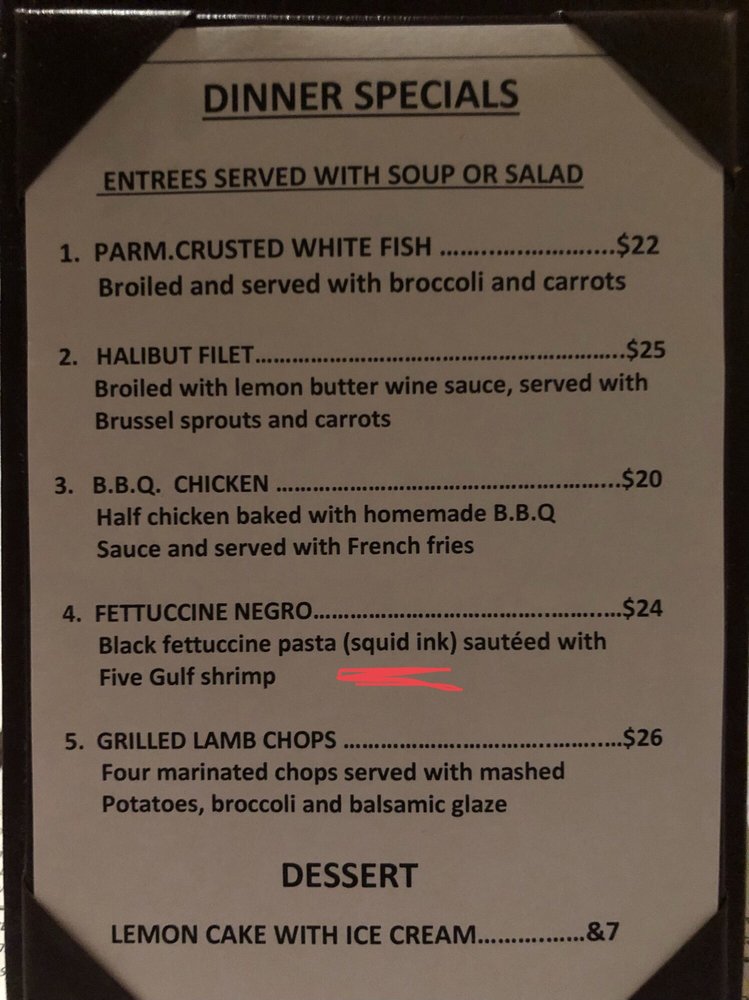 DINNER SPECIALS
ENTREES SERVED WITH SOUP OR SALAD
1. PARM.CRUSTED WHITE FISH ............................$22
Broiled and served with broccoli and carrots
2. HALIBUT FILET............................................................$25
Broiled with lemon butter wine sauce, served with
Brussel sprouts and carrots
3. B.B.Q. CHICKEN ........................................................$20
Half chicken baked with homemade B.B.Q
Sauce and served with French fries
4. FETTUCCINE NEGRO..................................................$24
Black fettuccine pasta (squid ink) sautéed with
Five Gulf shrimp
5. GRILLED LAMB CHOPS .............................................$26
Four marinated chops served with mashed
Potatoes, broccoli and balsamic glaze
DESSERT
LEMON CAKE WITH ICE CREAM.................&7